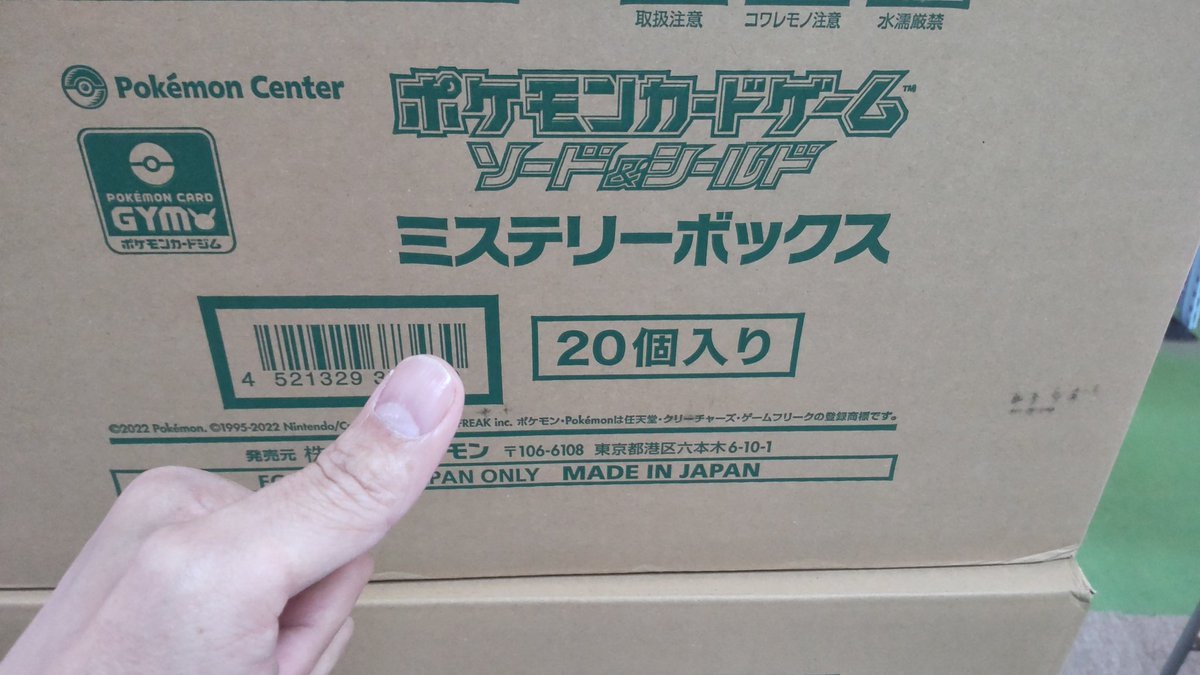 取扱注意 コワレモノ注意 水濡厳禁
Pokémon Center
ポケモンカードゲーム™
ソード&シールド
POKÉMON CARD
GYM
ポケモンカードジム
ミステリーボックス
4 521329 3
20個入り
©2022 Pokémon. ©1995-2022 Nintendo/C
FREAK inc. ポケモン・Pokémonは任天堂・クリーチャーズ・ゲームフリークの登録商標です。
発売元 株 モン 〒106-6108 東京都港区六本木6-10-1
ONLY MADE IN JAPAN